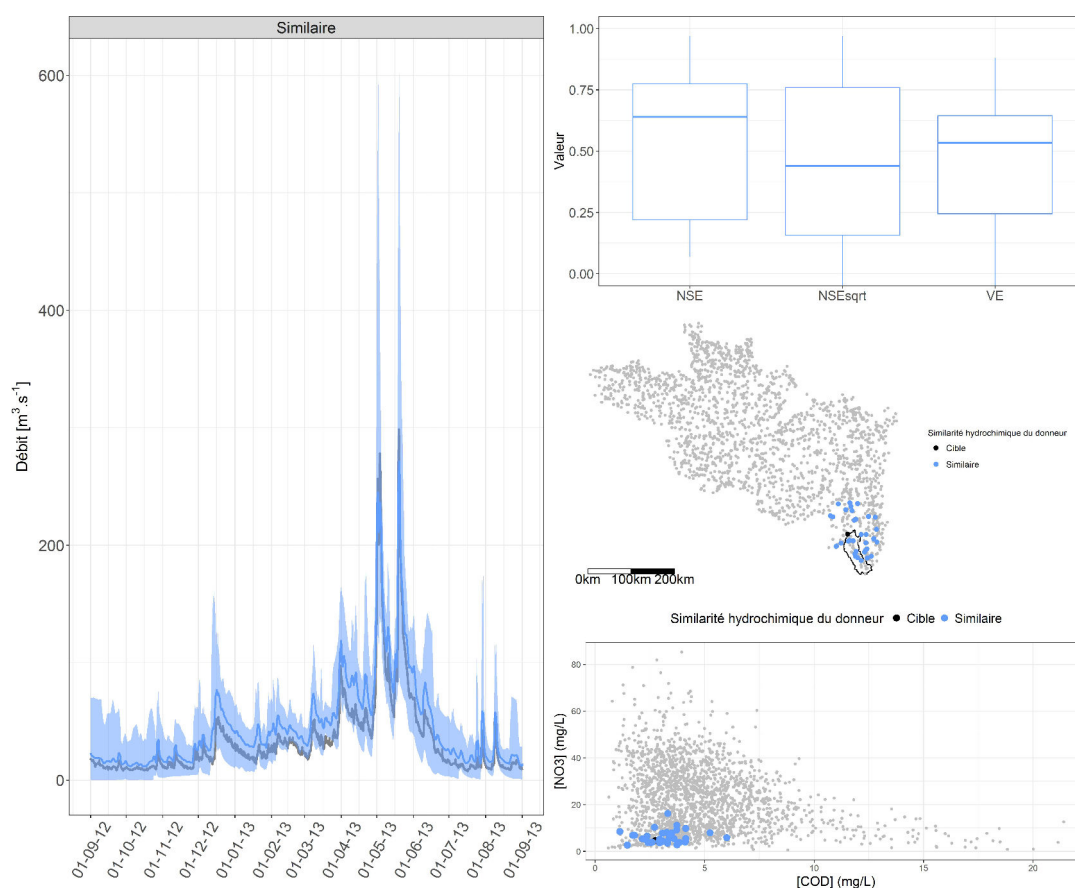 Similaire
Débit [m³.s⁻¹]
600
400
200
0
01-09-12
01-10-12
01-11-12
01-12-12
01-01-13
01-02-13
01-03-13
01-04-13
01-05-13
01-06-13
01-07-13
01-08-13
01-09-13
Valeur
1.00
0.75
0.50
0.25
0.00
NSE
NSEsqrt
VE
Similarité hydrochimique du donneur
Cible
Similaire
0km 100km 200km
Similarité hydrochimique du donneur Cible Similaire
[NO3] (mg/L)
80
60
40
20
0
0 5 10 15 20
[COD] (mg/L)